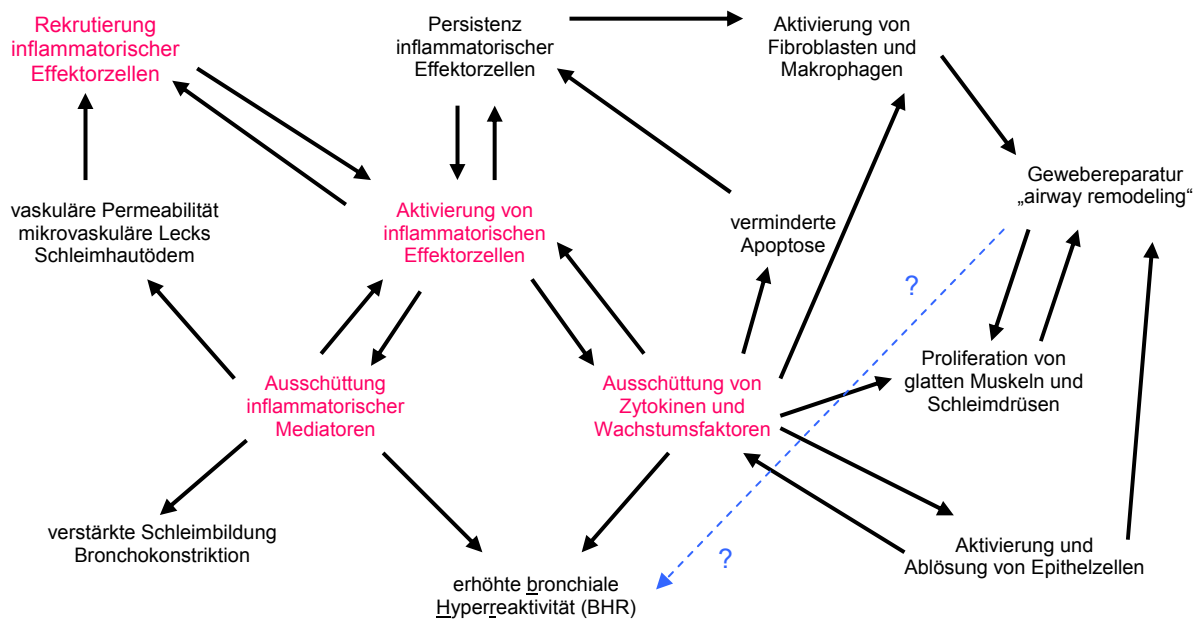 Rekrutierung
inflammatorischer
Effektorzellen
Persistenz
inflammatorischer
Effektorzellen
Aktivierung von
Fibroblasten und
Makrophagen
Gewebereparatur
„airway remodeling“
vaskuläre Permeabilität
mikrovaskuläre Lecks
Schleimhautödem
Aktivierung von
inflammatorischen
Effektorzellen
verminderte
Apoptose
?
Ausschüttung
inflammatorischer
Mediatoren
Ausschüttung von
Zytokinen und
Wachstumsfaktoren
Proliferation von
glatten Muskeln und
Schleimdrüsen
verstärkte Schleimbildung
Bronchokonstriktion
?
Aktivierung und
Ablösung von Epithelzellen
erhöhte bronchiale
Hyperreaktivität (BHR)